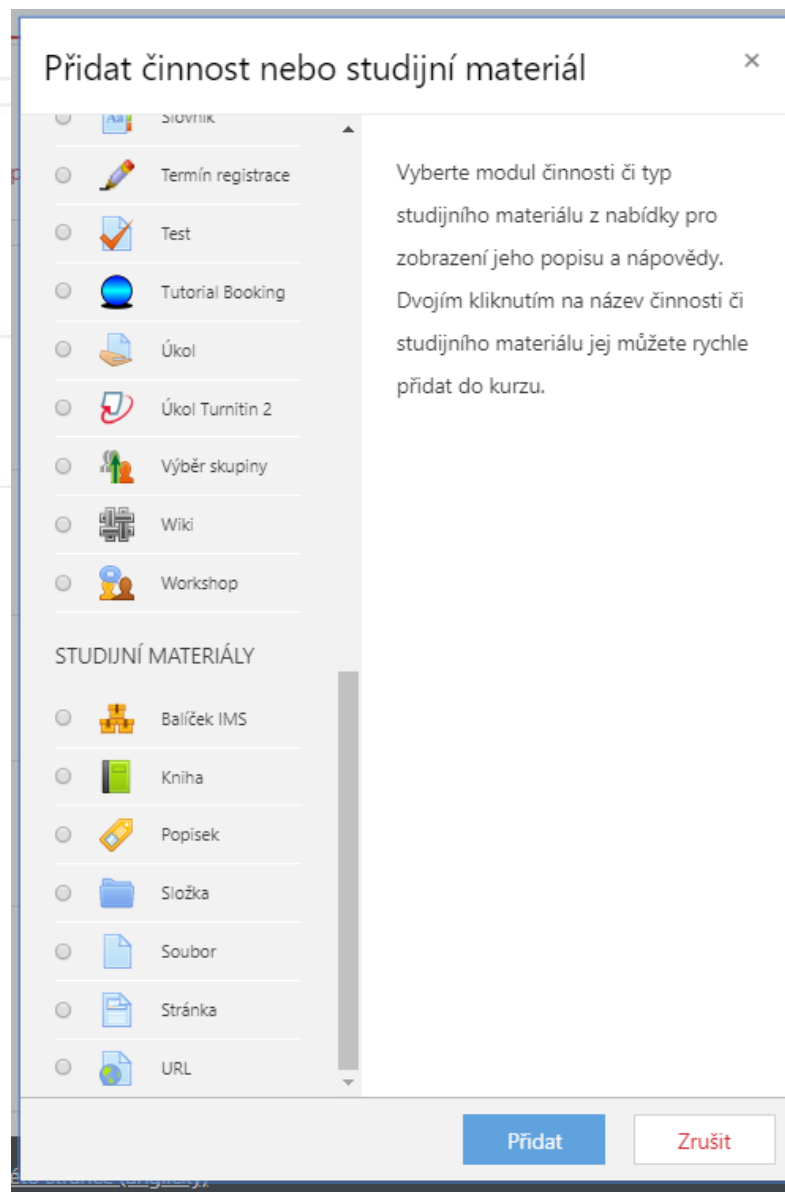 Přidat činnost nebo studijní materiál
×
Slovník
Termín registrace
Test
Tutorial Booking
Úkol
Úkol Turnitin 2
Výběr skupiny
Wiki
Workshop
STUDIJNÍ MATERIÁLY
Balíček IMS
Kniha
Popisek
Složka
Soubor
Stránka
URL
Vyberte modul činnosti či typ
studijního materiálu z nabídky pro
zobrazení jeho popisu a nápovědy.
Dvojím kliknutím na název činnosti či
studijního materiálu jej můžete rychle
přidat do kurzu.
Přidat
Zrušit